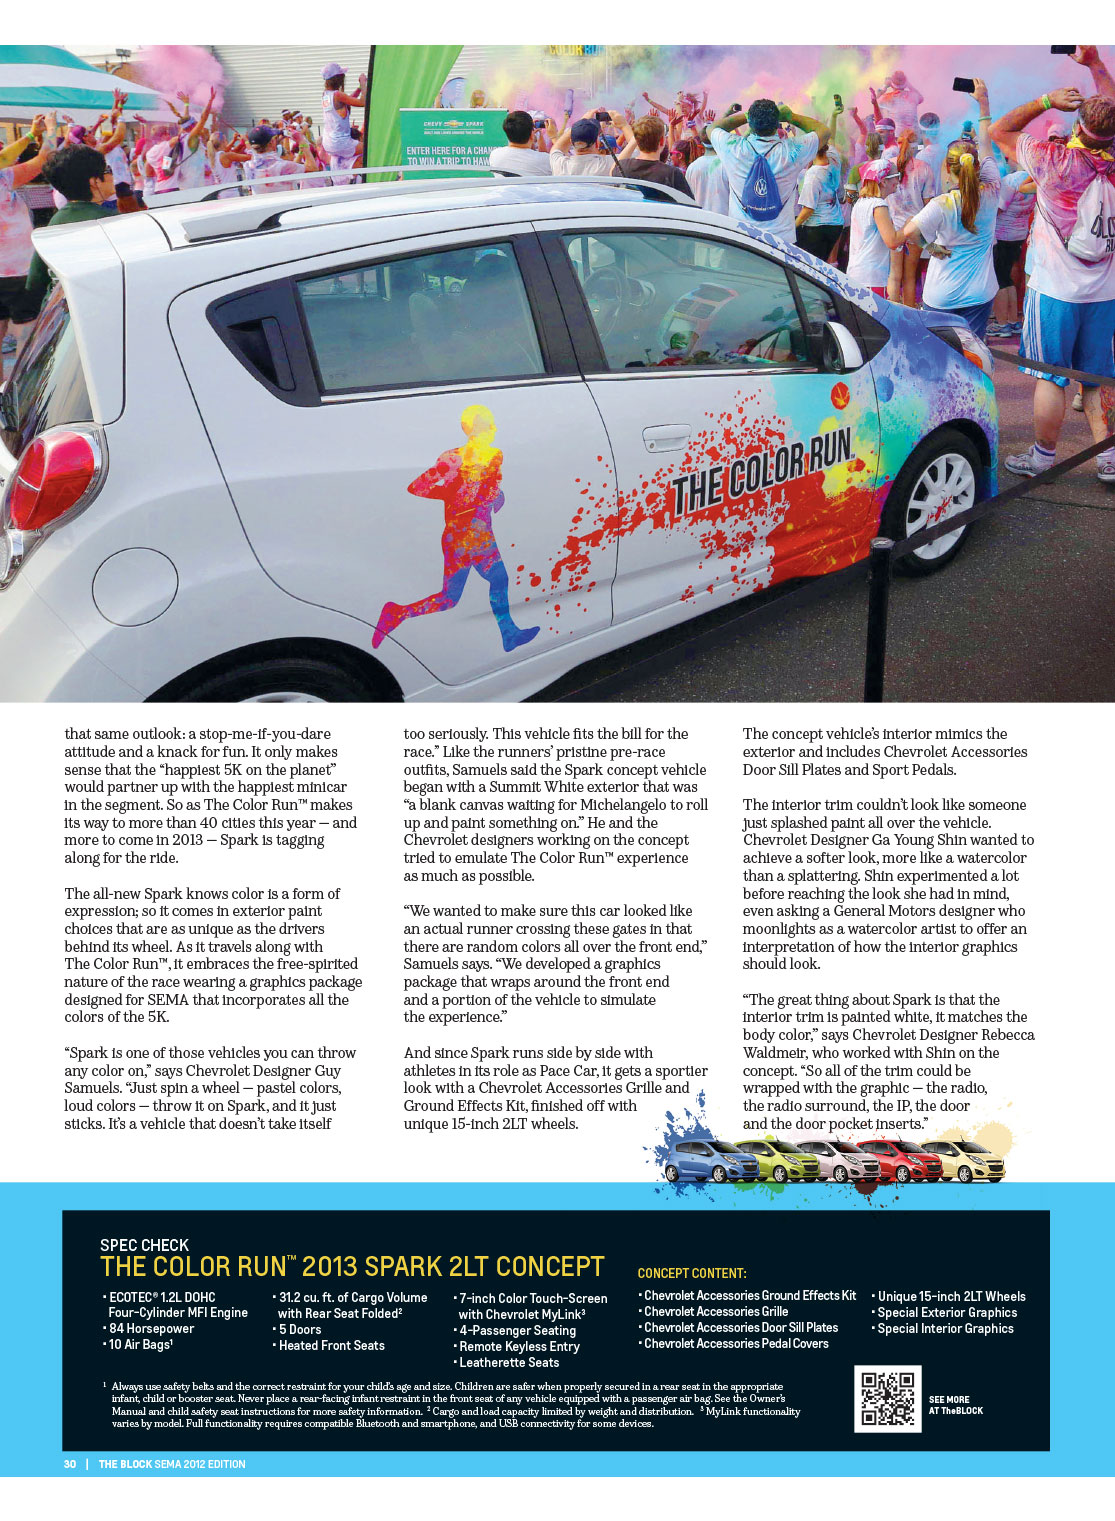 COLOR RUN
CHEVY SPARK
ENTER HERE FOR A CHANCE
TO WIN A TRIP TO HAW
THE COLOR RUN
that same outlook: a stop-me-if-you-dare
attitude and a knack for fun. It only makes
sense that the “happiest 5K on the planet”
would partner up with the happiest minicar
in the segment. So as The Color Run™ makes
its way to more than 40 cities this year — and
more to come in 2013 — Spark is tagging
along for the ride.
The all-new Spark knows color is a form of
expression; so it comes in exterior paint
choices that are as unique as the drivers
behind its wheel. As it travels along with
The Color Run™, it embraces the free-spirited
nature of the race wearing a graphics package
designed for SEMA that incorporates all the
colors of the 5K.
“Spark is one of those vehicles you can throw
any color on,” says Chevrolet Designer Guy
Samuels. “Just spin a wheel — pastel colors,
loud colors — throw it on Spark, and it just
sticks. It’s a vehicle that doesn’t take itself
too seriously. This vehicle fits the bill for the
race.” Like the runners’ pristine pre-race
outfits, Samuels said the Spark concept vehicle
began with a Summit White exterior that was
“a blank canvas waiting for Michelangelo to roll
up and paint something on.” He and the
Chevrolet designers working on the concept
tried to emulate The Color Run™ experience
as much as possible.
“We wanted to make sure this car looked like
an actual runner crossing these gates in that
there are random colors all over the front end,”
Samuels says. “We developed a graphics
package that wraps around the front end
and a portion of the vehicle to simulate
the experience.”
And since Spark runs side by side with
athletes in its role as Pace Car, it gets a sportier
look with a Chevrolet Accessories Grille and
Ground Effects Kit, finished off with
unique 15-inch 2LT wheels.
The concept vehicle’s interior mimics the
exterior and includes Chevrolet Accessories
Door Sill Plates and Sport Pedals.
The interior trim couldn’t look like someone
just splashed paint all over the vehicle.
Chevrolet Designer Ga Young Shin wanted to
achieve a softer look, more like a watercolor
than a splattering. Shin experimented a lot
before reaching the look she had in mind,
even asking a General Motors designer who
moonlights as a watercolor artist to offer an
interpretation of how the interior graphics
should look.
“The great thing about Spark is that the
interior trim is painted white, it matches the
body color,” says Chevrolet Designer Rebecca
Waldmeir, who worked with Shin on the
concept. “So all of the trim could be
wrapped with the graphic — the radio,
the radio surround, the IP, the door
and the door pocket inserts.”
SPEC CHECK
THE COLOR RUN™ 2013 SPARK 2LT CONCEPT
• ECOTEC® 1.2L DOHC
Four-Cylinder MFI Engine
• 84 Horsepower
• 10 Air Bags¹
• 31.2 cu. ft. of Cargo Volume
with Rear Seat Folded²
• 5 Doors
• Heated Front Seats
• 7-inch Color Touch-Screen
with Chevrolet MyLink³
• 4-Passenger Seating
• Remote Keyless Entry
• Leatherette Seats
CONCEPT CONTENT:
• Chevrolet Accessories Ground Effects Kit
• Chevrolet Accessories Grille
• Chevrolet Accessories Door Sill Plates
• Chevrolet Accessories Pedal Covers
• Unique 15-inch 2LT Wheels
• Special Exterior Graphics
• Special Interior Graphics
¹ Always use safety belts and the correct restraint for your child’s age and size. Children are safer when properly secured in a rear seat in the appropriate
infant, child or booster seat. Never place a rear-facing infant restraint in the front seat of any vehicle equipped with a passenger air bag. See the Owner’s
Manual and child safety seat instructions for more safety information. ² Cargo and load capacity limited by weight and distribution. ³ MyLink functionality
varies by model. Full functionality requires compatible Bluetooth and smartphone, and USB connectivity for some devices.
SEE MORE
AT TheBLOCK
30 | THE BLOCK SEMA 2012 EDITION